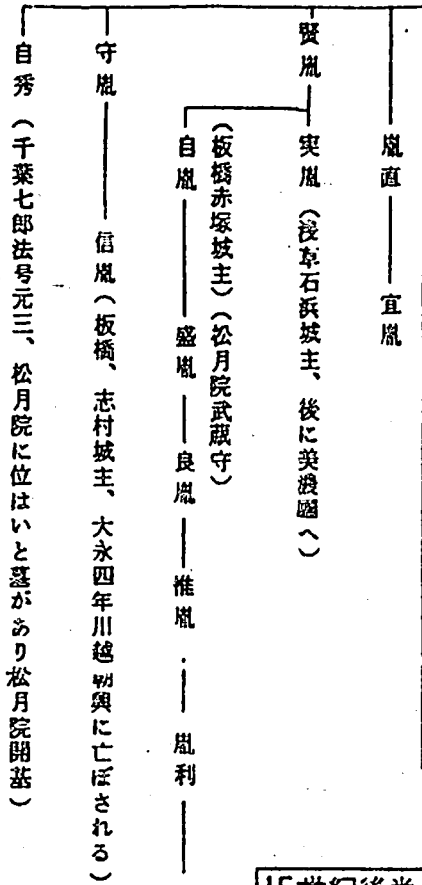 胤直 ─ 宜胤
賢胤 ─ 実胤（浅草石浜城主、後に美濃国へ）
（板橋赤塚城主）（松月院武蔵守）
自胤 ─ 盛胤 ─ 良胤 ─ 惟胤 ─ 胤利
守胤 ─ 信胤（板橋、志村城主、大永四年川越朝興に亡ぼされる）
自秀（千葉七郎法号元三、松月院に位はいと墓があり松月院開基）